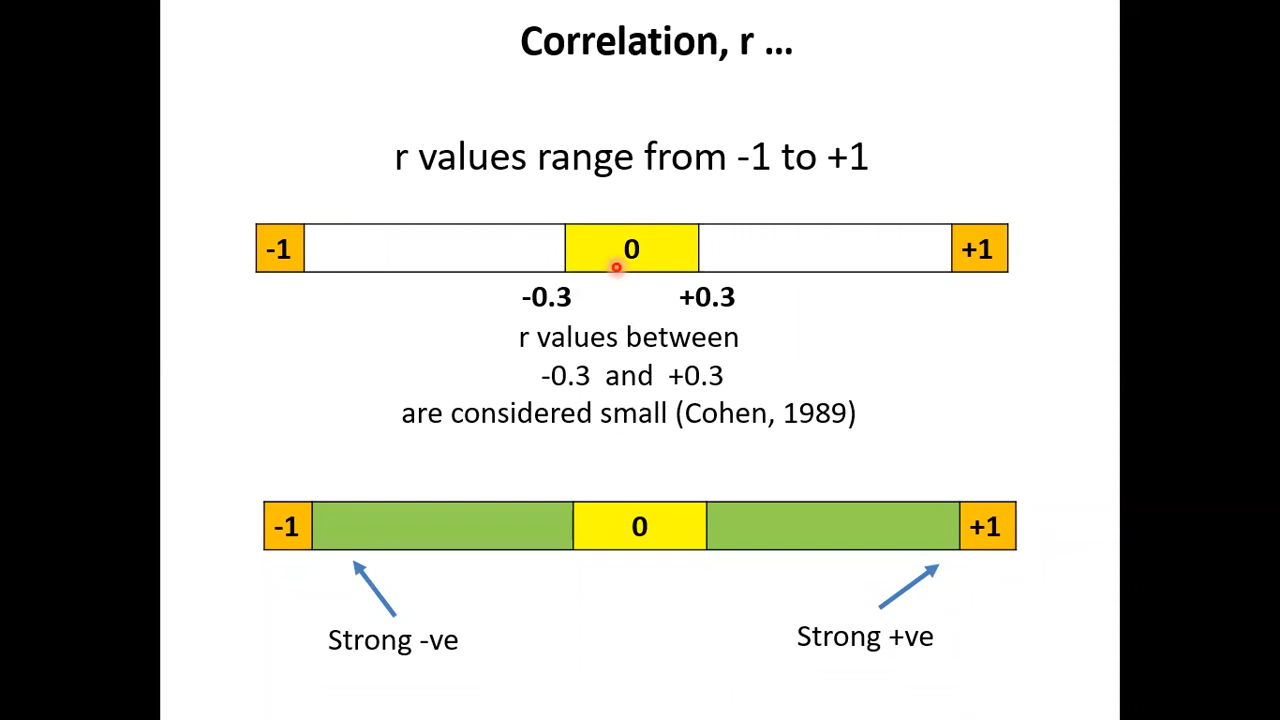 Correlation, r ...
r values range from -1 to +1
-1 0 +1
-0.3 +0.3
r values between
-0.3 and +0.3
are considered small (Cohen, 1989)
-1 0 +1
Strong -ve Strong +ve